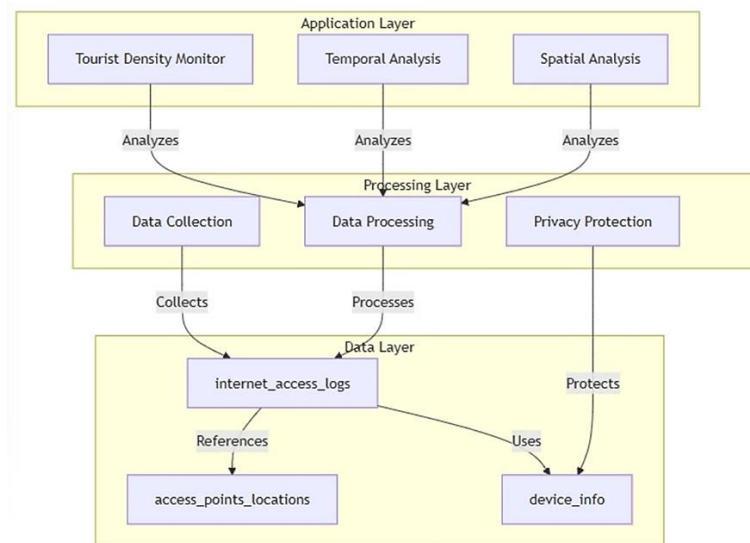 Application Layer
Tourist Density Monitor
Temporal Analysis
Spatial Analysis
Analyzes
Analyzes
Analyzes
Processing Layer
Data Collection
Data Processing
Privacy Protection
Collects
Processes
Data Layer
internet_access_logs
Protects
References
Uses
access_points_locations
device_info